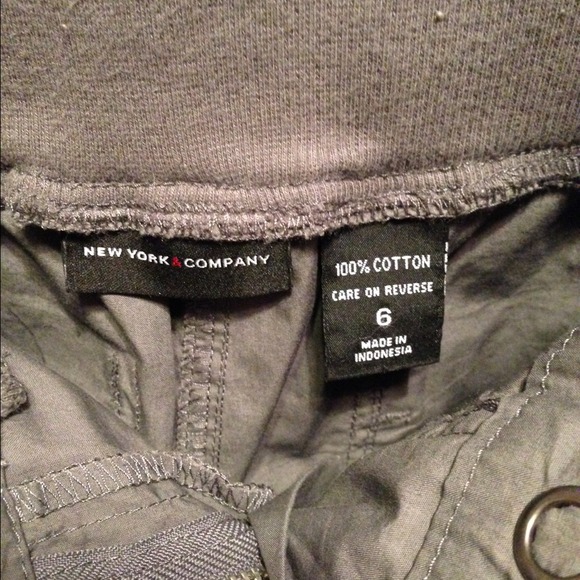 NEW YORK & COMPANY
100% COTTON
CARE ON REVERSE
6
MADE IN
INDONESIA